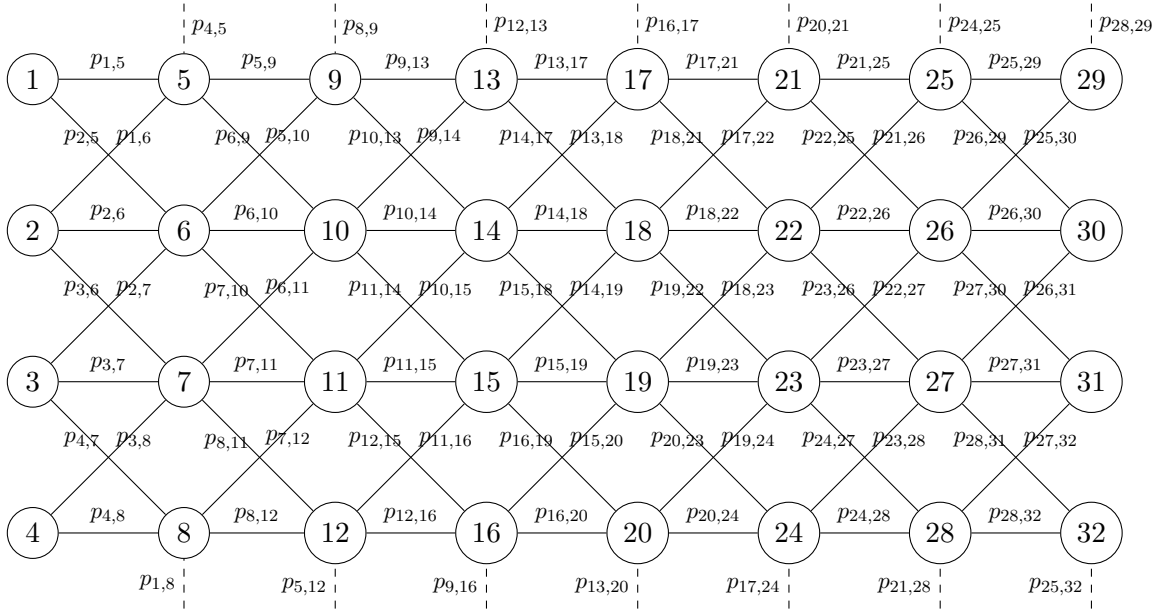 p4,5 p8,9 p12,13 p16,17 p20,21 p24,25 p28,29
p1,5 p5,9 p9,13 p13,17 p17,21 p21,25 p25,29
1 5 9 13 17 21 25 29
p2,5 p1,6 p6,9 p5,10 p10,13 p9,14 p14,17 p13,18 p18,21 p17,22 p22,25 p21,26 p26,29 p25,30
p2,6 p6,10 p10,14 p14,18 p18,22 p22,26 p26,30
2 6 10 14 18 22 26 30
p3,6 p2,7 p7,10 p6,11 p11,14 p10,15 p15,18 p14,19 p19,22 p18,23 p23,26 p22,27 p27,30 p26,31
p3,7 p7,11 p11,15 p15,19 p19,23 p23,27 p27,31
3 7 11 15 19 23 27 31
p4,7 p3,8 p8,11 p7,12 p12,15 p11,16 p16,19 p15,20 p20,23 p19,24 p24,27 p23,28 p28,31 p27,32
p4,8 p8,12 p12,16 p16,20 p20,24 p24,28 p28,32
4 8 12 16 20 24 28 32
p1,8 p5,12 p9,16 p13,20 p17,24 p21,28 p25,32